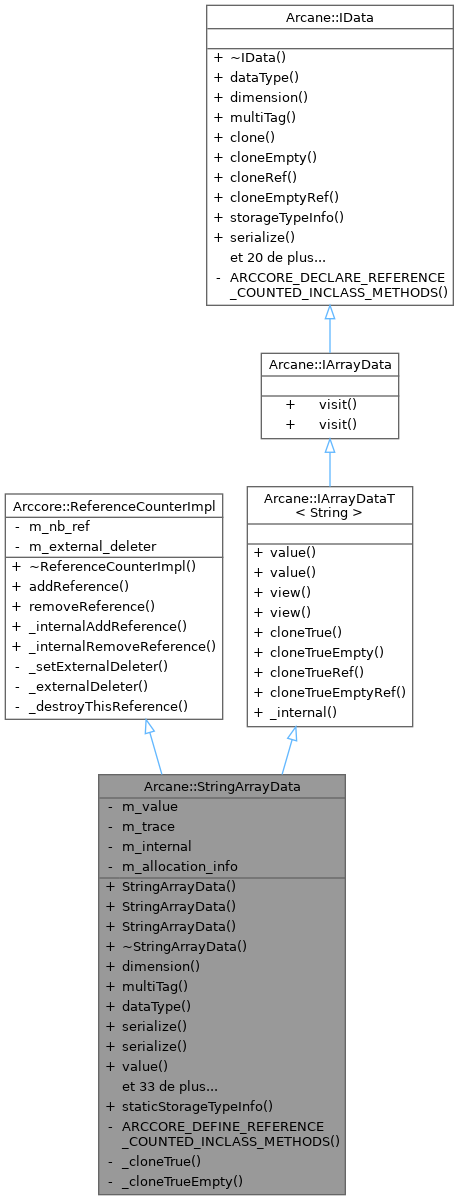 Arcane::IData
+ ~IData()
+ dataType()
+ dimension()
+ multiTag()
+ clone()
+ cloneEmpty()
+ cloneRef()
+ cloneEmptyRef()
+ storageTypeInfo()
+ serialize()
et 20 de plus...
- ARCCORE_DECLARE_REFERENCE
_COUNTED_INCLASS_METHODS()
Arcane::IArrayData
+ visit()
+ visit()
Arccore::ReferenceCounterImpl
- m_nb_ref
- m_external_deleter
+ ~ReferenceCounterImpl()
+ addReference()
+ removeReference()
+ _internalAddReference()
+ _internalRemoveReference()
- _setExternalDeleter()
- _externalDeleter()
- _destroyThisReference()
Arcane::IArrayDataT
< String >
+ value()
+ value()
+ view()
+ view()
+ cloneTrue()
+ cloneTrueEmpty()
+ cloneTrueRef()
+ cloneTrueEmptyRef()
+ _internal()
Arcane::StringArrayData
- m_value
- m_trace
- m_internal
- m_allocation_info
+ StringArrayData()
+ StringArrayData()
+ StringArrayData()
+ ~StringArrayData()
+ dimension()
+ multiTag()
+ dataType()
+ serialize()
+ serialize()
+ value()
et 33 de plus...
+ staticStorageTypeInfo()
- ARCCORE_DEFINE_REFERENCE
_COUNTED_INCLASS_METHODS()
- _cloneTrue()
- _cloneTrueEmpty()